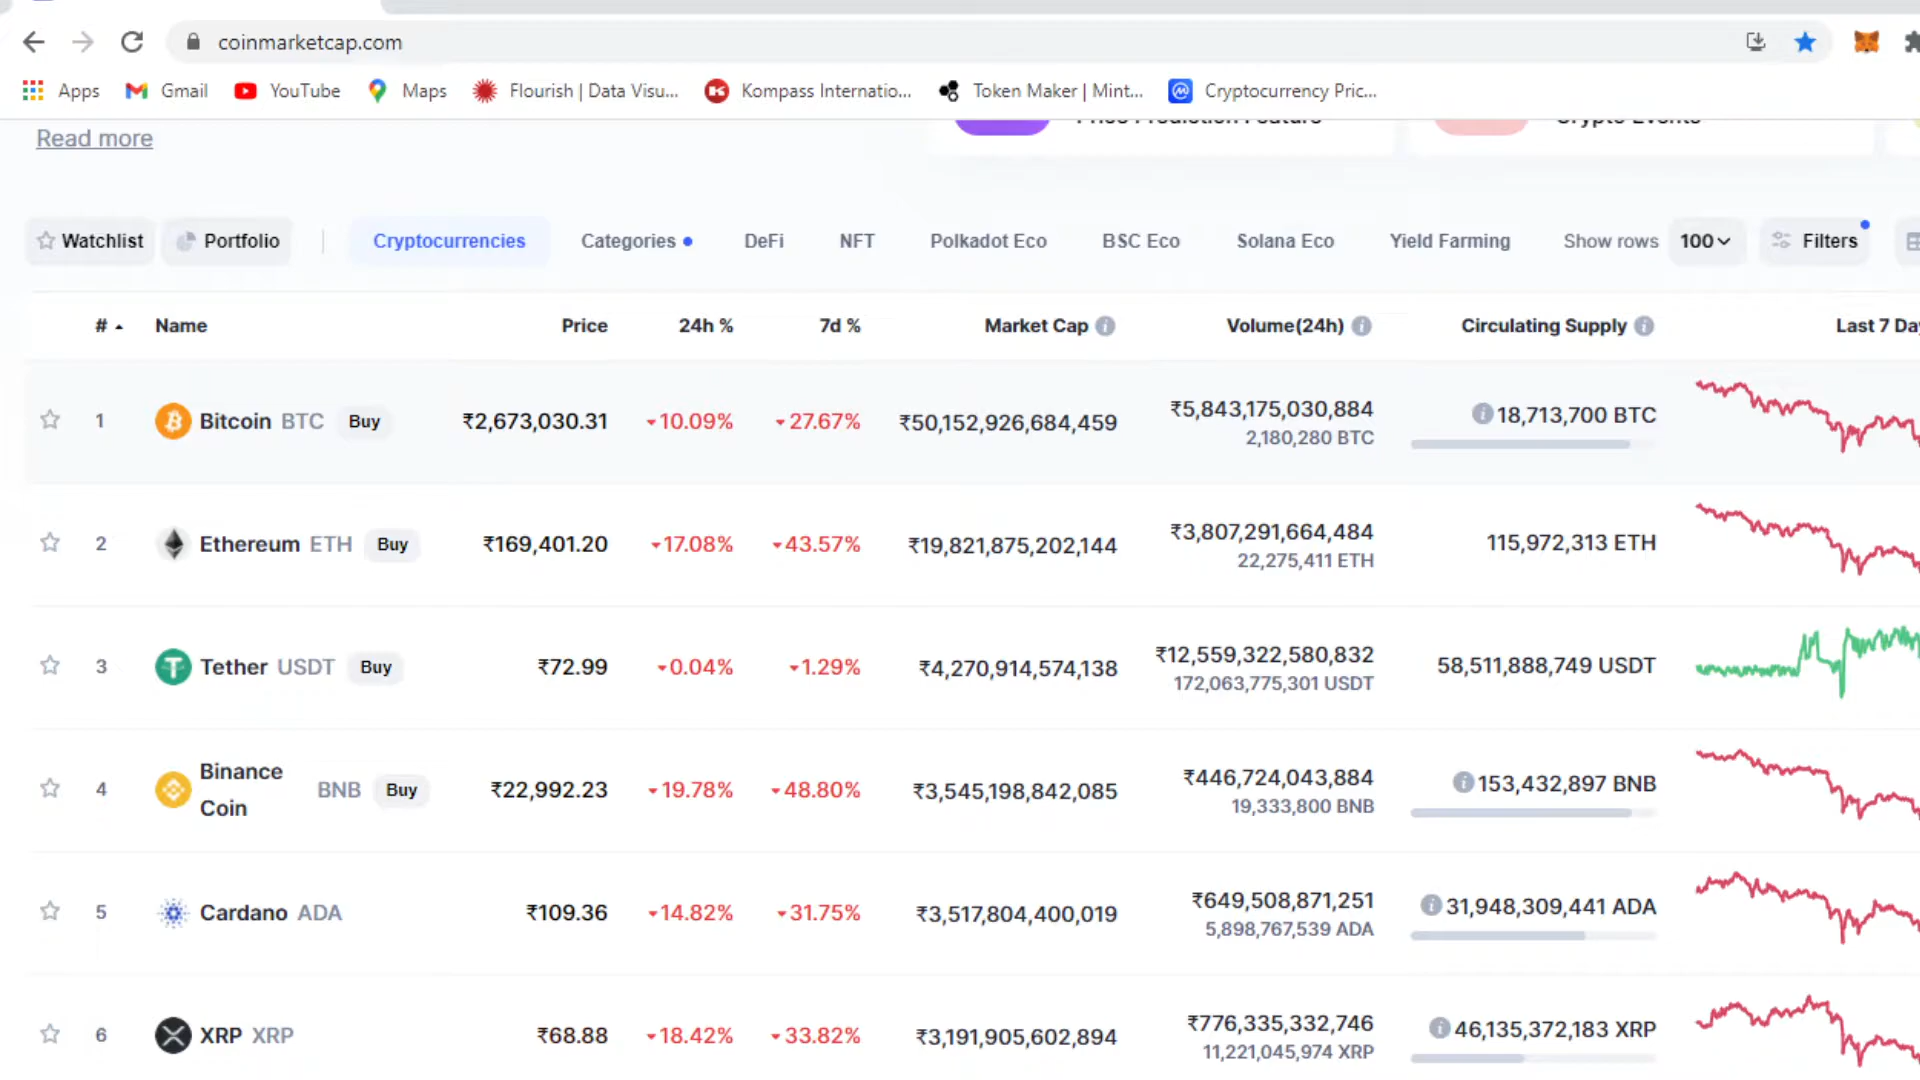 coinmarketcap.com
Apps Gmail YouTube Maps Flourish | Data Visu... Kompass Internatio... Token Maker | Mint... Cryptocurrency Pric...
Price Prediction Feature Crypto Events
Read more
Watchlist Portfolio Cryptocurrencies Categories DeFi NFT Polkadot Eco BSC Eco Solana Eco Yield Farming Show rows 100 Filters
# Name Price 24h % 7d % Market Cap Volume(24h) Circulating Supply Last 7 Day
1 Bitcoin BTC Buy ₹2,673,030.31 10.09% 27.67% ₹50,152,926,684,459 ₹5,843,175,030,884 18,713,700 BTC
2,180,280 BTC
2 Ethereum ETH Buy ₹169,401.20 17.08% 43.57% ₹19,821,875,202,144 ₹3,807,291,664,484 115,972,313 ETH
22,275,411 ETH
3 Tether USDT Buy ₹72.99 0.04% 1.29% ₹4,270,914,574,138 ₹12,559,322,580,832 58,511,888,749 USDT
172,063,775,301 USDT
4 Binance Coin BNB Buy ₹22,992.23 19.78% 48.80% ₹3,545,198,842,085 ₹446,724,043,884 153,432,897 BNB
19,333,800 BNB
5 Cardano ADA ₹109.36 14.82% 31.75% ₹3,517,804,400,019 ₹649,508,871,251 31,948,309,441 ADA
5,898,767,539 ADA
6 XRP XRP ₹68.88 18.42% 33.82% ₹3,191,905,602,894 ₹776,335,332,746 46,135,372,183 XRP
11,221,045,974 XRP